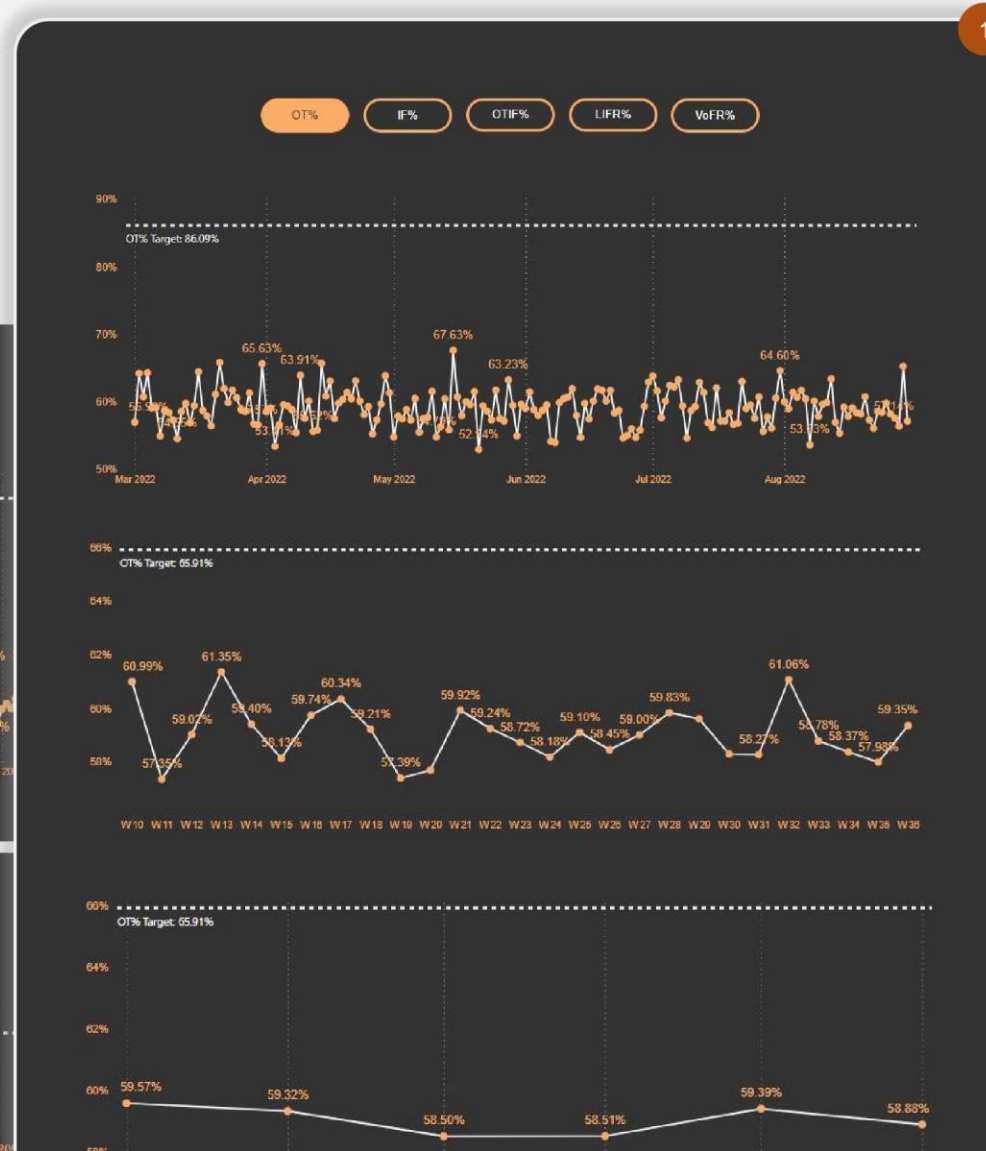 1
OT% IF% OTIF% LIFR% VoFR%
90%
OT% Target: 86.09%
80%
70%
67.63%
65.63%
64.60%
63.91%
63.23%
60%
50%
Mar 2022 Apr 2022 May 2022 Jun 2022 Jul 2022 Aug 2022
66%
OT% Target: 65.91%
64%
62%
60.99% 61.35% 61.06%
60.34%
59.74% 59.92% 59.83%
60%
59.02% 59.40% 59.21% 59.24% 59.10% 59.00% 59.35%
58.13% 58.72% 58.18% 58.45% 58.27% 58.78% 58.37% 57.98%
58%
57.35% 57.39%
W10 W11 W12 W13 W14 W15 W16 W17 W18 W19 W20 W21 W22 W23 W24 W25 W26 W27 W28 W29 W30 W31 W32 W33 W34 W35 W36
66%
OT% Target: 65.91%
64%
62%
60%
59.57% 59.32% 58.50% 58.51% 59.39% 58.88%